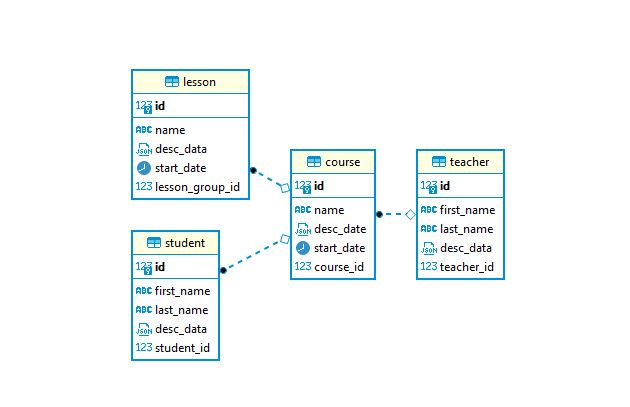 lesson
123 id
ABC name
JSON desc_data
start_date
123 lesson_group_id
student
123 id
ABC first_name
ABC last_name
JSON desc_data
123 student_id
course
123 id
ABC name
JSON desc_date
start_date
123 course_id
teacher
123 id
ABC first_name
ABC last_name
JSON desc_data
123 teacher_id